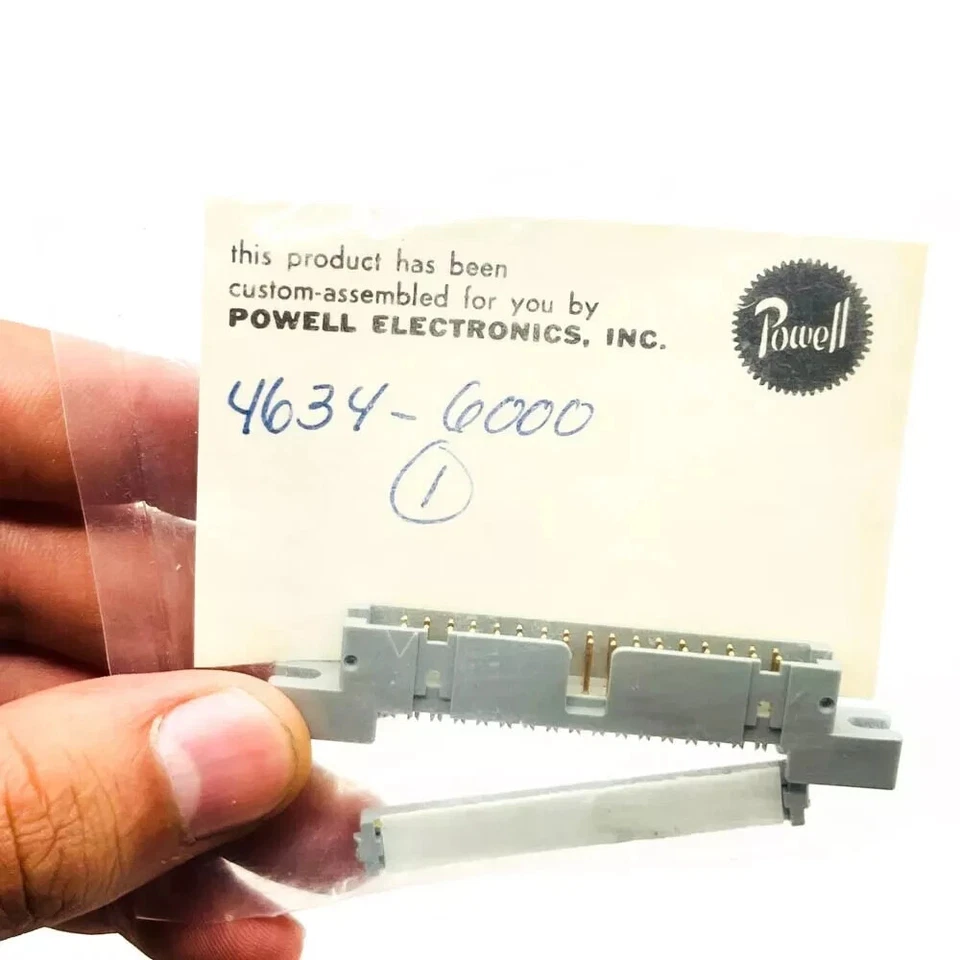 this product has been
custom-assembled for you by
POWELL ELECTRONICS, INC.
Powell
4634-6000
1